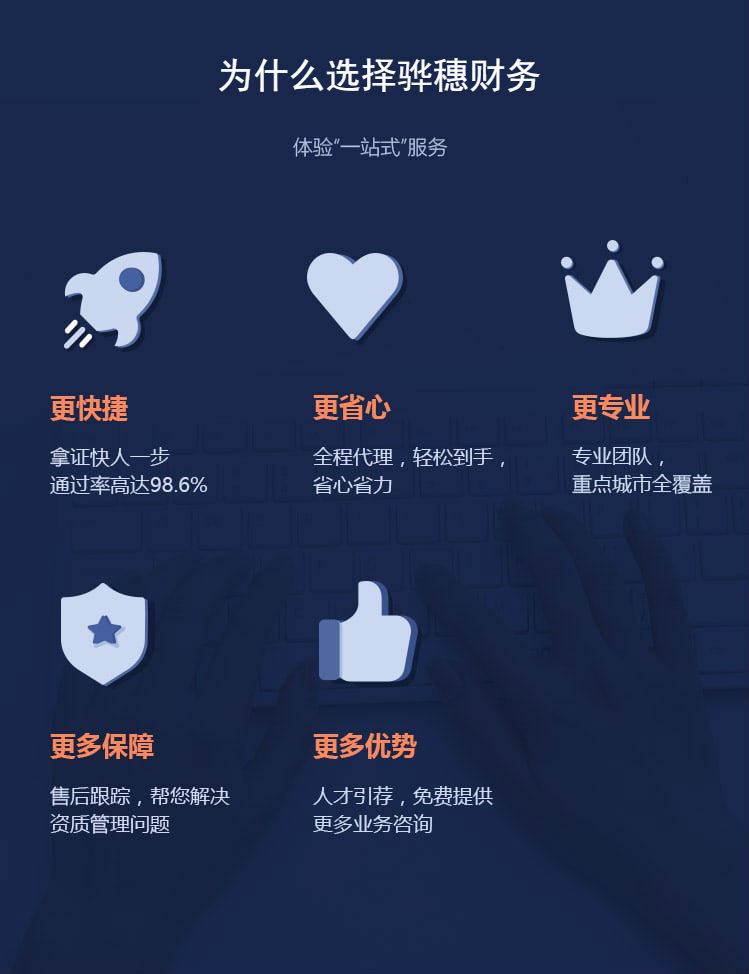 为什么选择骅穗财务
体验“一站式”服务
更快捷
拿证快人一步
通过率高达98.6%
更省心
全程代理，轻松到手，
省心省力
更专业
专业团队，
重点城市全覆盖
更多保障
售后跟踪，帮您解决
资质管理问题
更多优势
人才引荐，免费提供
更多业务咨询